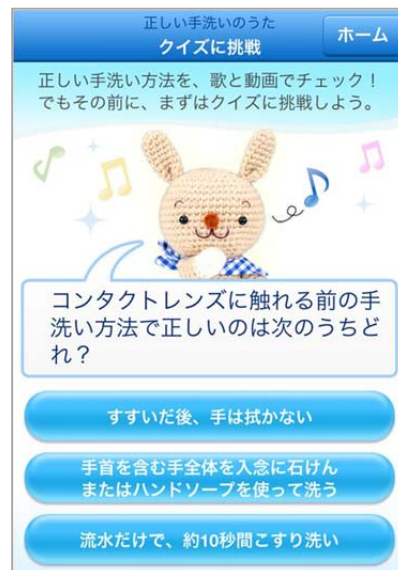 正しい手洗いのうた
クイズに挑戦
ホーム
正しい手洗い方法を、歌と動画でチェック！
でもその前に、まずはクイズに挑戦しよう。
コンタクトレンズに触れる前の手
洗い方法で正しいのは次のうちど
れ？
すすいだ後、手は拭かない
手首を含む手全体を入念に石けん
またはハンドソープを使って洗う
流水だけで、約10秒間こすり洗い